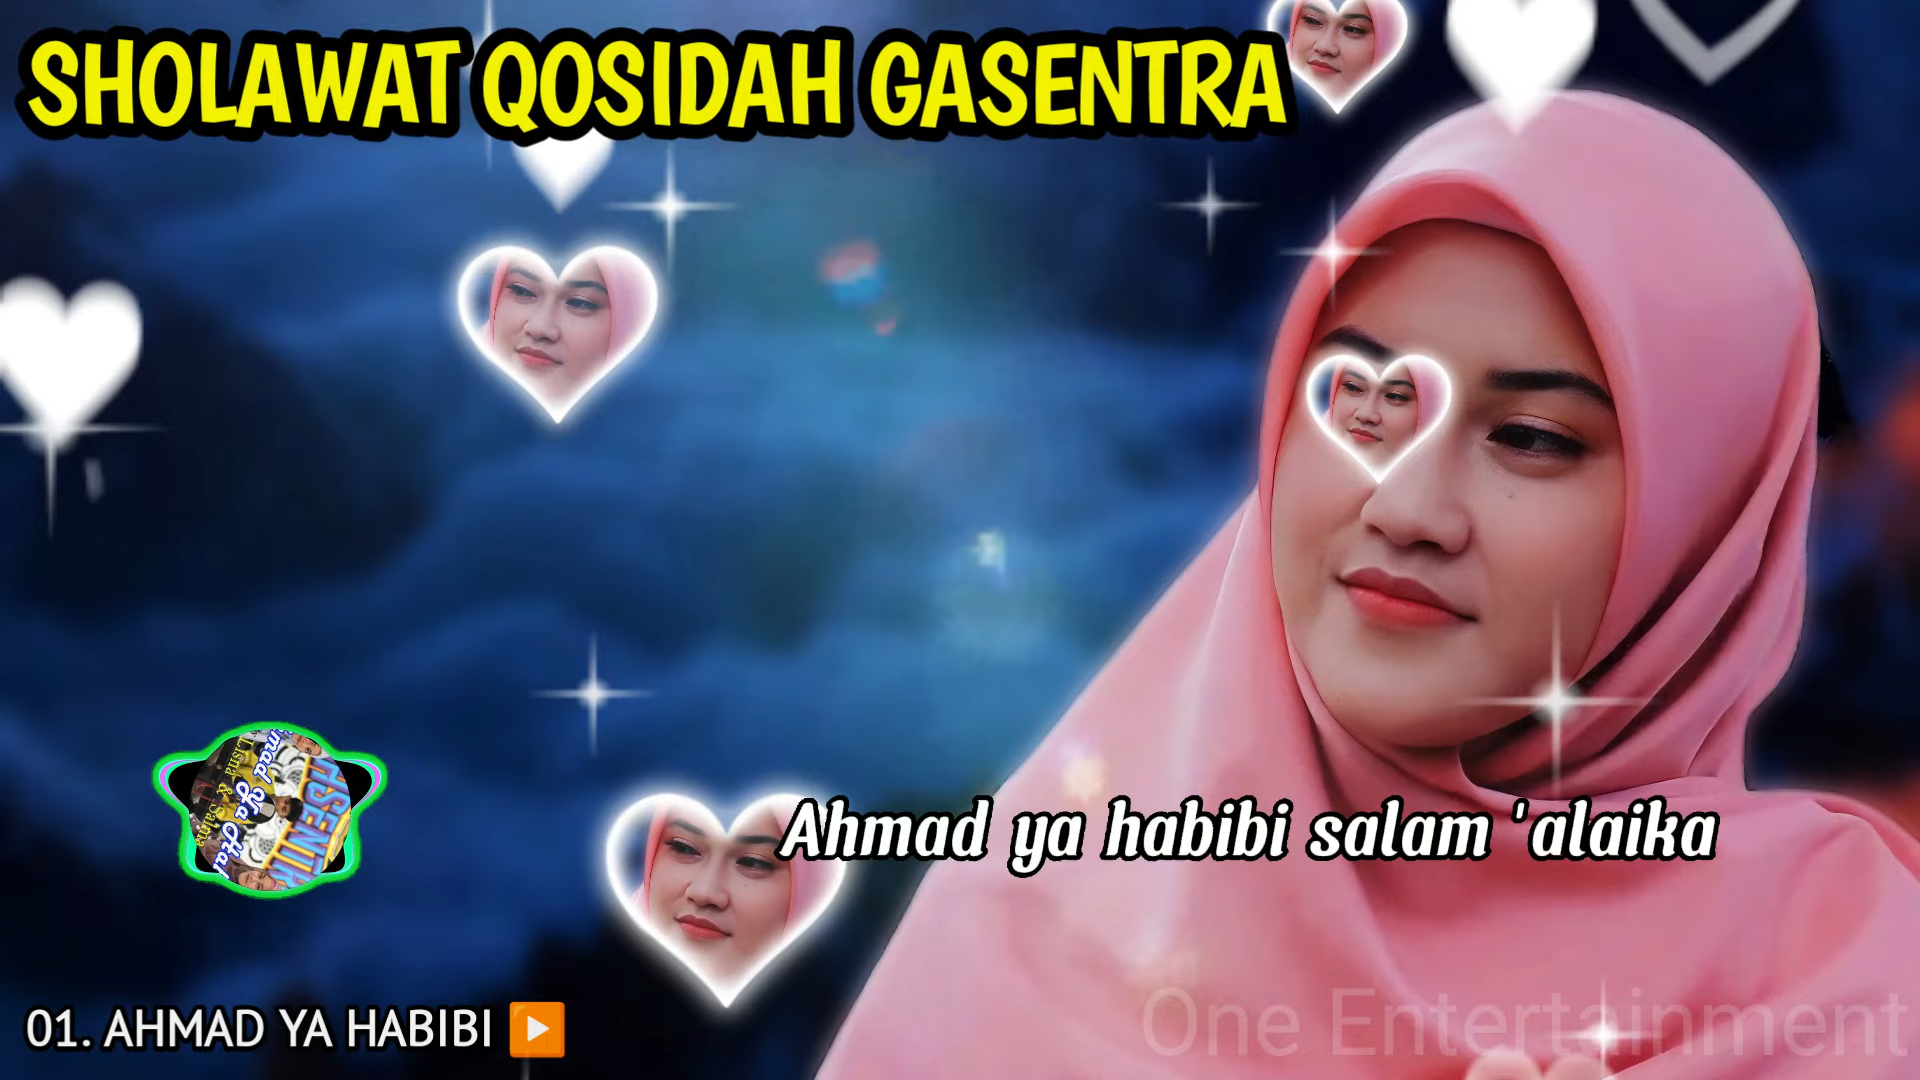 SHOLAWAT QOSIDAH GASENTRA
Ahmad ya habibi salam 'alaika
01. AHMAD YA HABIBI
One Entertainment